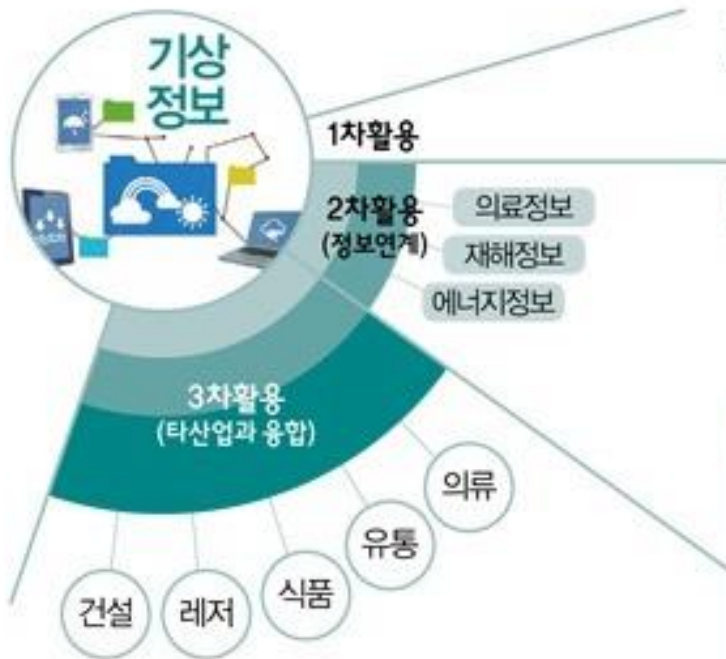 기상
정보
1차활용
2차활용
(정보연계)
의료정보
재해정보
에너지정보
3차활용
(타산업과 융합)
의류
유통
식품
레저
건설